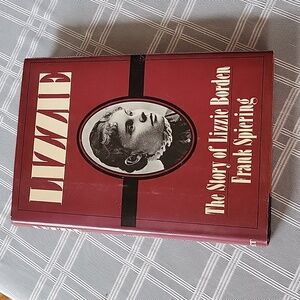 LIZZIE
The Story of Lizzie Borden
Frank Spiering